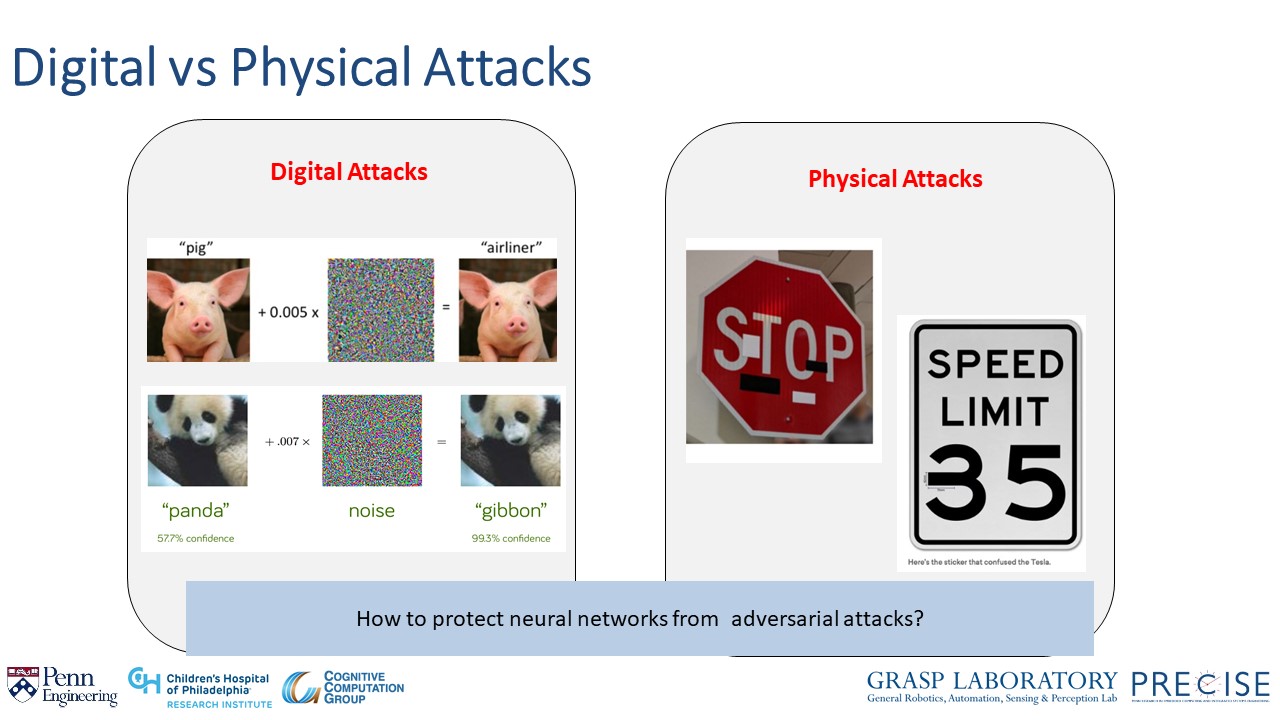 Digital vs Physical Attacks
Digital Attacks
"pig"
"airliner"
+ 0.005 x
=
+ .007 ×
=
"panda"
noise
"gibbon"
57.7% confidence
99.3% confidence
Physical Attacks
STOP
SPEED
LIMIT
35
Here's the sticker that confused the Tesla.
How to protect neural networks from adversarial attacks?
Penn
Engineering
CH
Children's Hospital
of Philadelphia
RESEARCH INSTITUTE
COGNITIVE
COMPUTATION
GROUP
GRASP LABORATORY
General Robotics, Automation, Sensing & Perception Lab
PRECISE